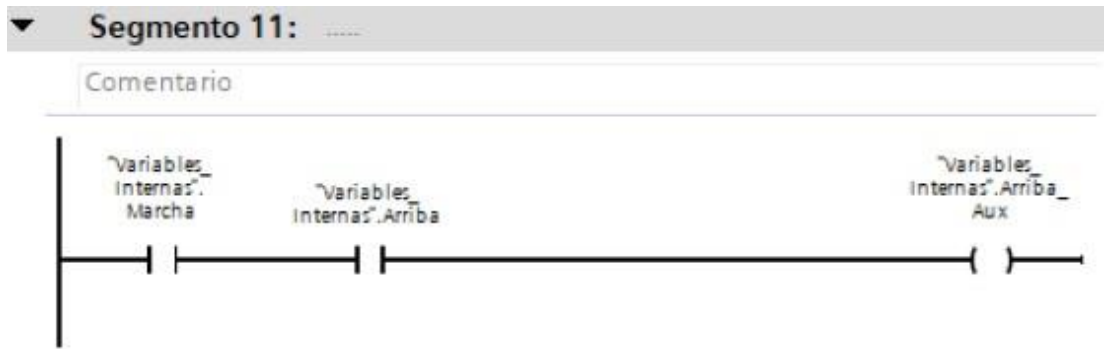 Segmento 11: .....
Comentario
"Variables_
Internas".
Marcha
"Variables_
Internas".Arriba
"Variables_
Internas".Arriba_
Aux